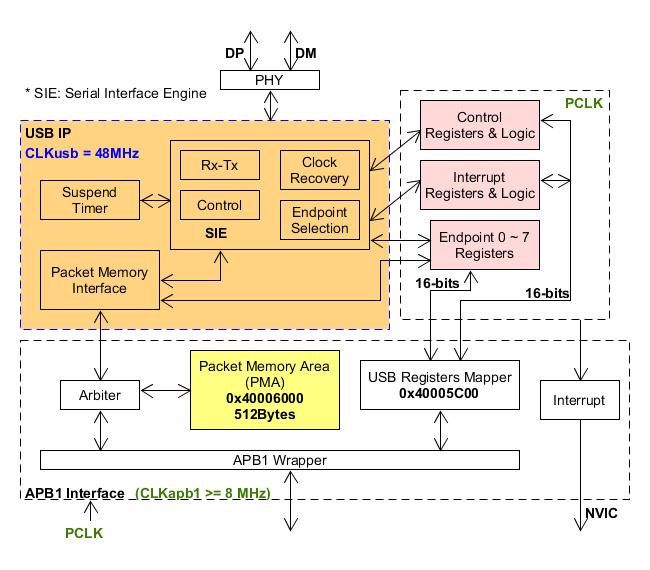 DP
DM
PHY
* SIE: Serial Interface Engine
PCLK
USB IP
CLKusb = 48MHz
Rx-Tx
Clock
Recovery
Control
Endpoint
Selection
SIE
Suspend
Timer
Packet Memory
Interface
Control
Registers & Logic
Interrupt
Registers & Logic
Endpoint 0 ~ 7
Registers
16-bits
16-bits
Arbiter
Packet Memory Area
(PMA)
0x40006000
512Bytes
USB Registers Mapper
0x40005C00
Interrupt
APB1 Wrapper
APB1 Interface (CLKapb1 >= 8 MHz)
NVIC
PCLK